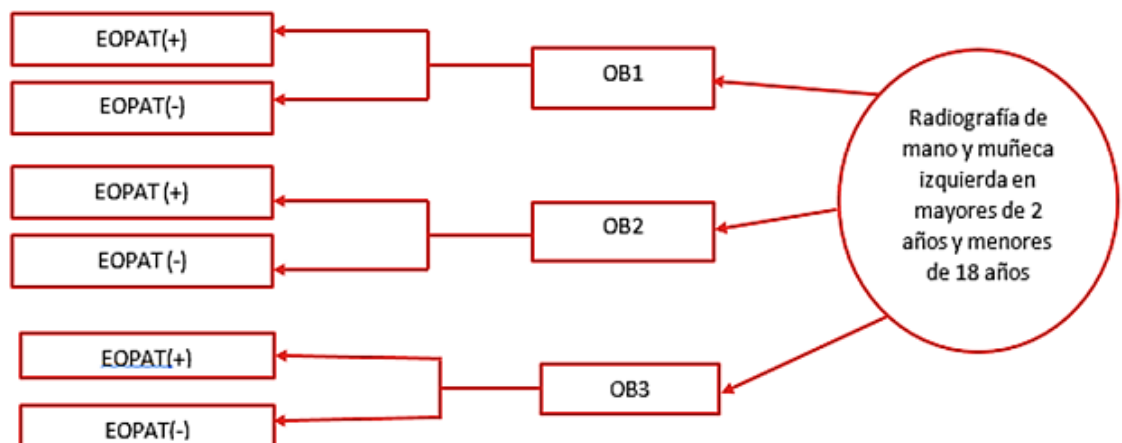 EOPAT(+)
EOPAT(-)
OB1
EOPAT (+)
EOPAT (-)
OB2
EOPAT(+)
EOPAT(-)
OB3
Radiografía de
mano y muñeca
izquierda en
mayores de 2
años y menores
de 18 años